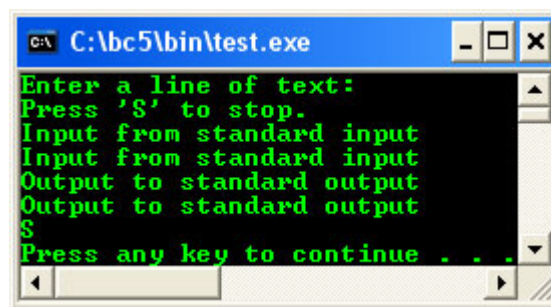 C:\bc5\bin\test.exe
Enter a line of text:
Press 'S' to stop.
Input from standard input
Input from standard input
Output to standard output
Output to standard output
S
Press any key to continue . . .